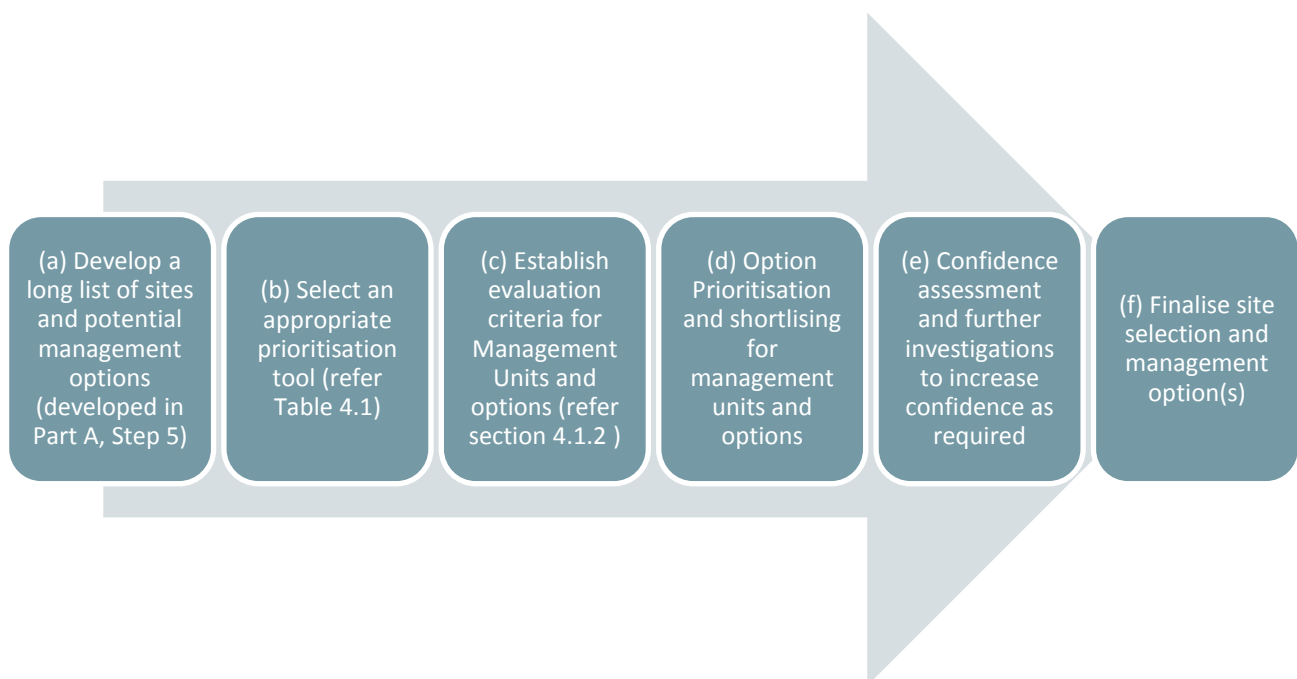 (a) Develop a
long list of sites
and potential
management
options
(developed in
Part A, Step 5)
(b) Select an
appropriate
prioritisation
tool (refer
Table 4.1)
(c) Establish
evaluation
criteria for
Management
Units and
options (refer
section 4.1.2 )
(d) Option
Prioritisation
and shortlising
for
management
units and
options
(e) Confidence
assessment
and further
investigations
to increase
confidence as
required
(f) Finalise site
selection and
management
option(s)